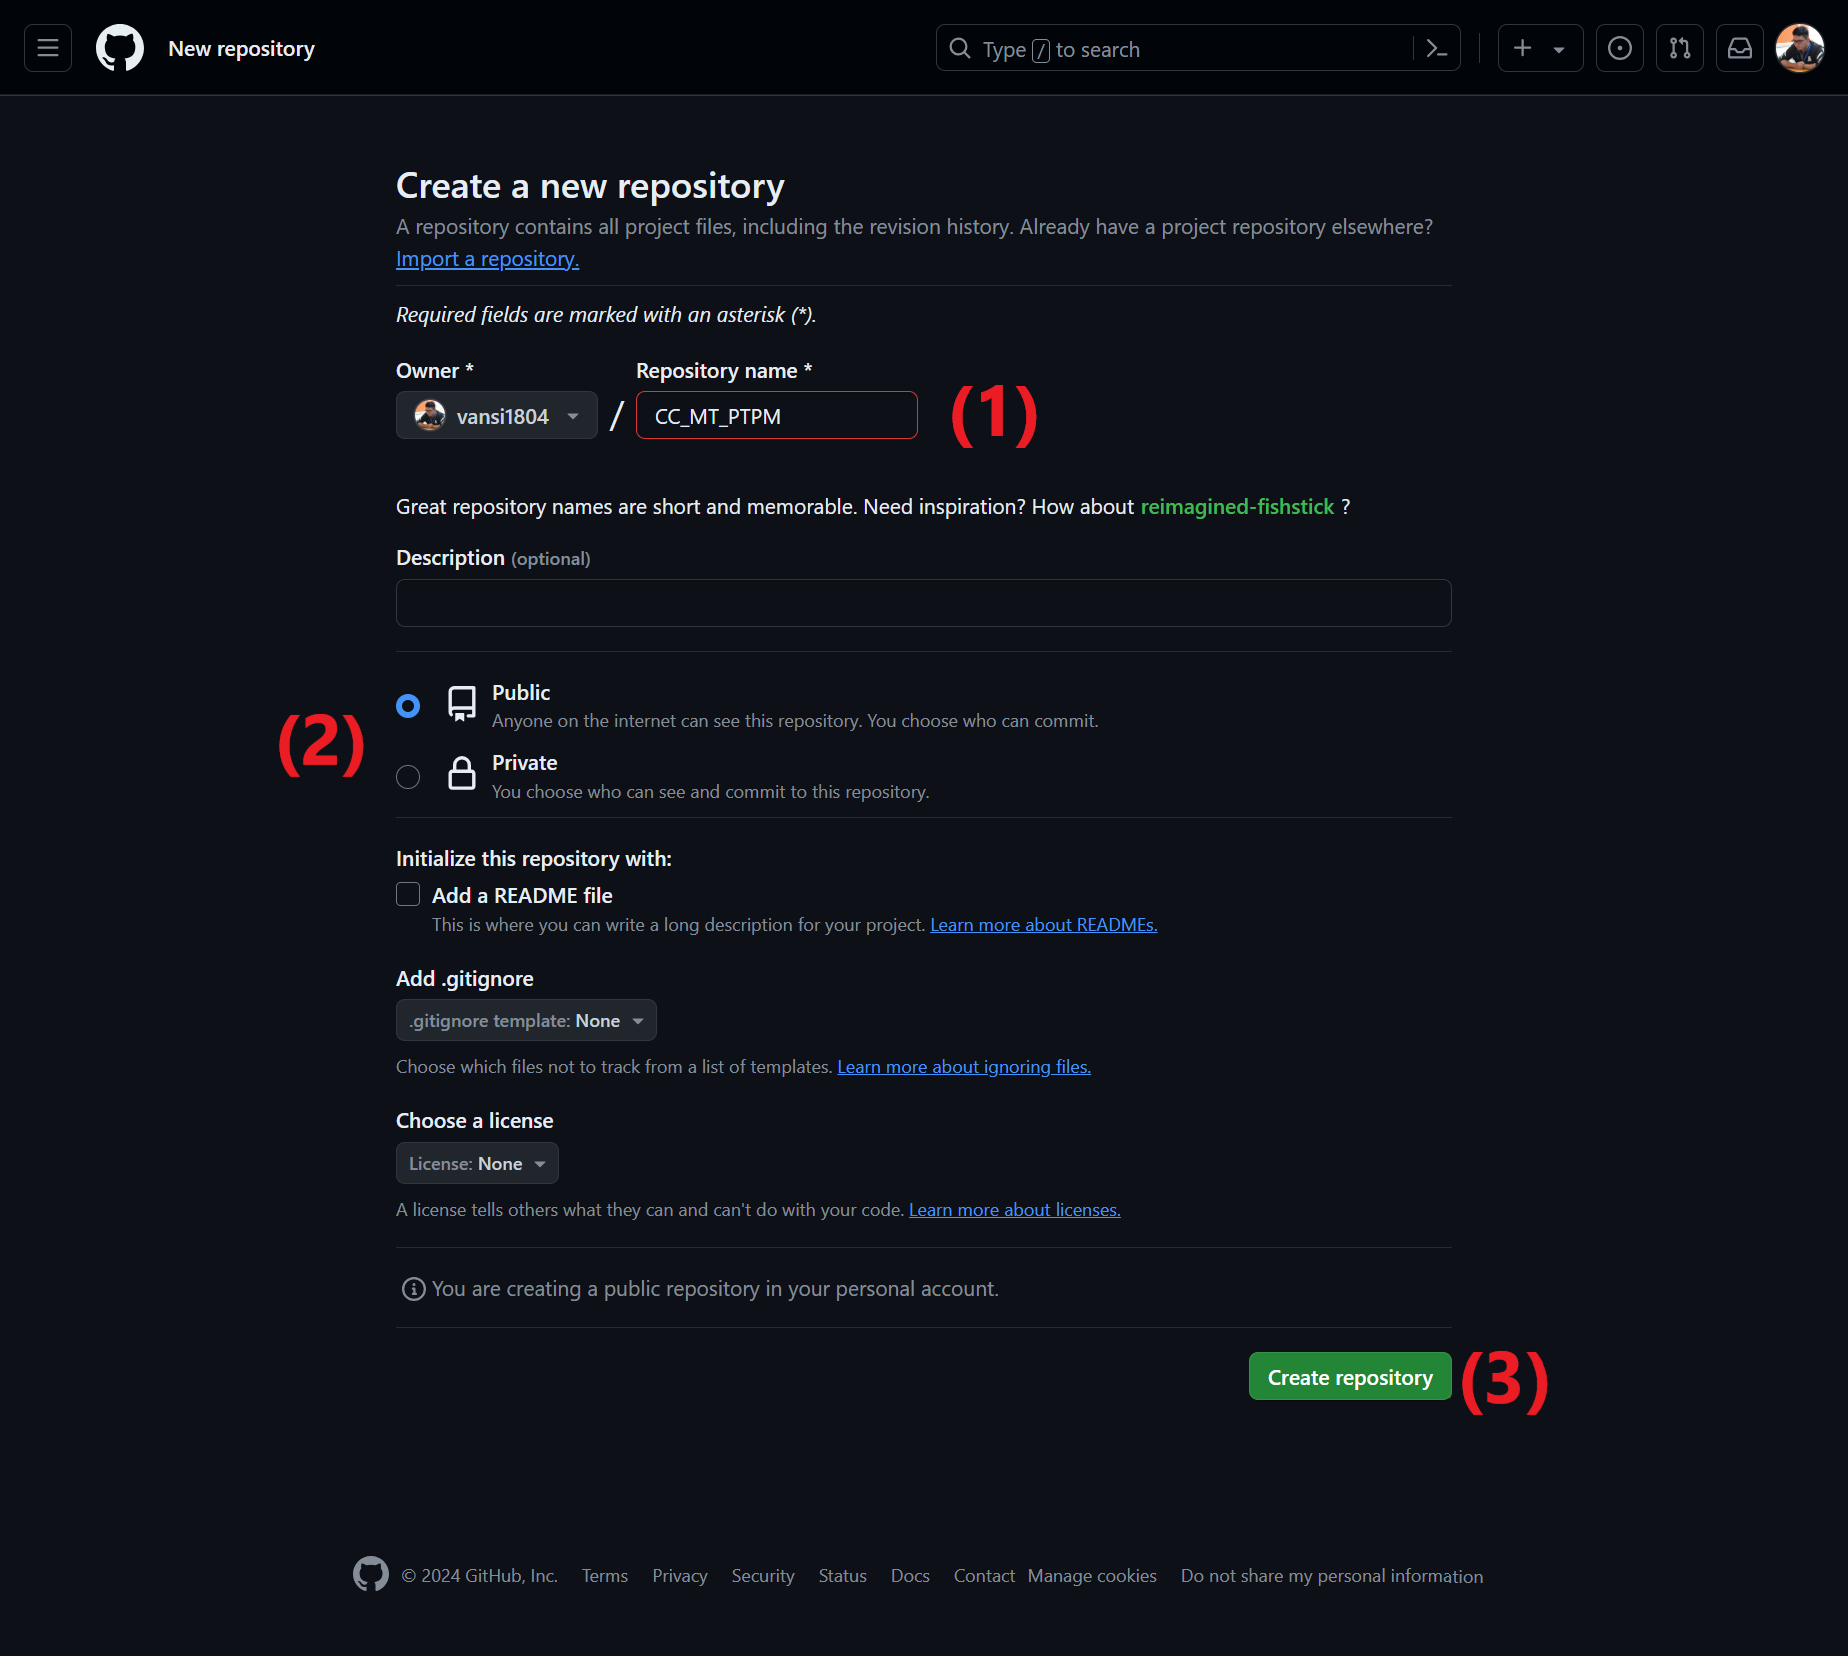 New repository
Type / to search
Create a new repository
A repository contains all project files, including the revision history. Already have a project repository elsewhere?
Import a repository.
Required fields are marked with an asterisk (*).
Owner * Repository name *
vansi1804 / CC_MT_PTPM (1)
Great repository names are short and memorable. Need inspiration? How about reimagined-fishstick ?
Description (optional)
Public
Anyone on the internet can see this repository. You choose who can commit.
(2)
Private
You choose who can see and commit to this repository.
Initialize this repository with:
Add a README file
This is where you can write a long description for your project. Learn more about READMEs.
Add .gitignore
.gitignore template: None
Choose which files not to track from a list of templates. Learn more about ignoring files.
Choose a license
License: None
A license tells others what they can and can't do with your code. Learn more about licenses.
You are creating a public repository in your personal account.
Create repository (3)
© 2024 GitHub, Inc. Terms Privacy Security Status Docs Contact Manage cookies Do not share my personal information